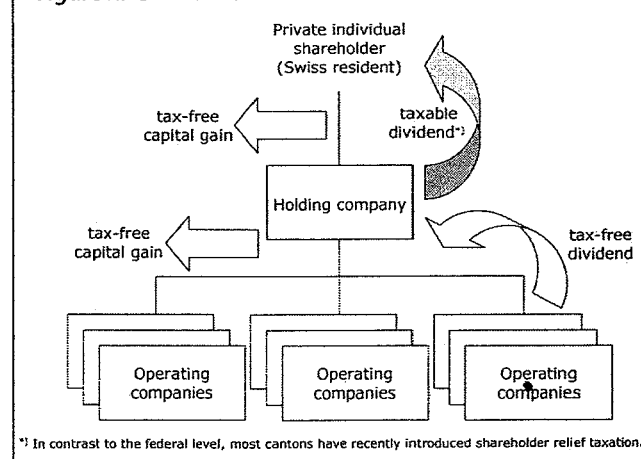 Private individual
shareholder
(Swiss resident)
tax-free
capital gain
taxable
dividend*)
Holding company
tax-free
capital gain
tax-free
dividend
Operating
companies
Operating
companies
Operating
companies
*) In contrast to the federal level, most cantons have recently introduced shareholder relief taxation.